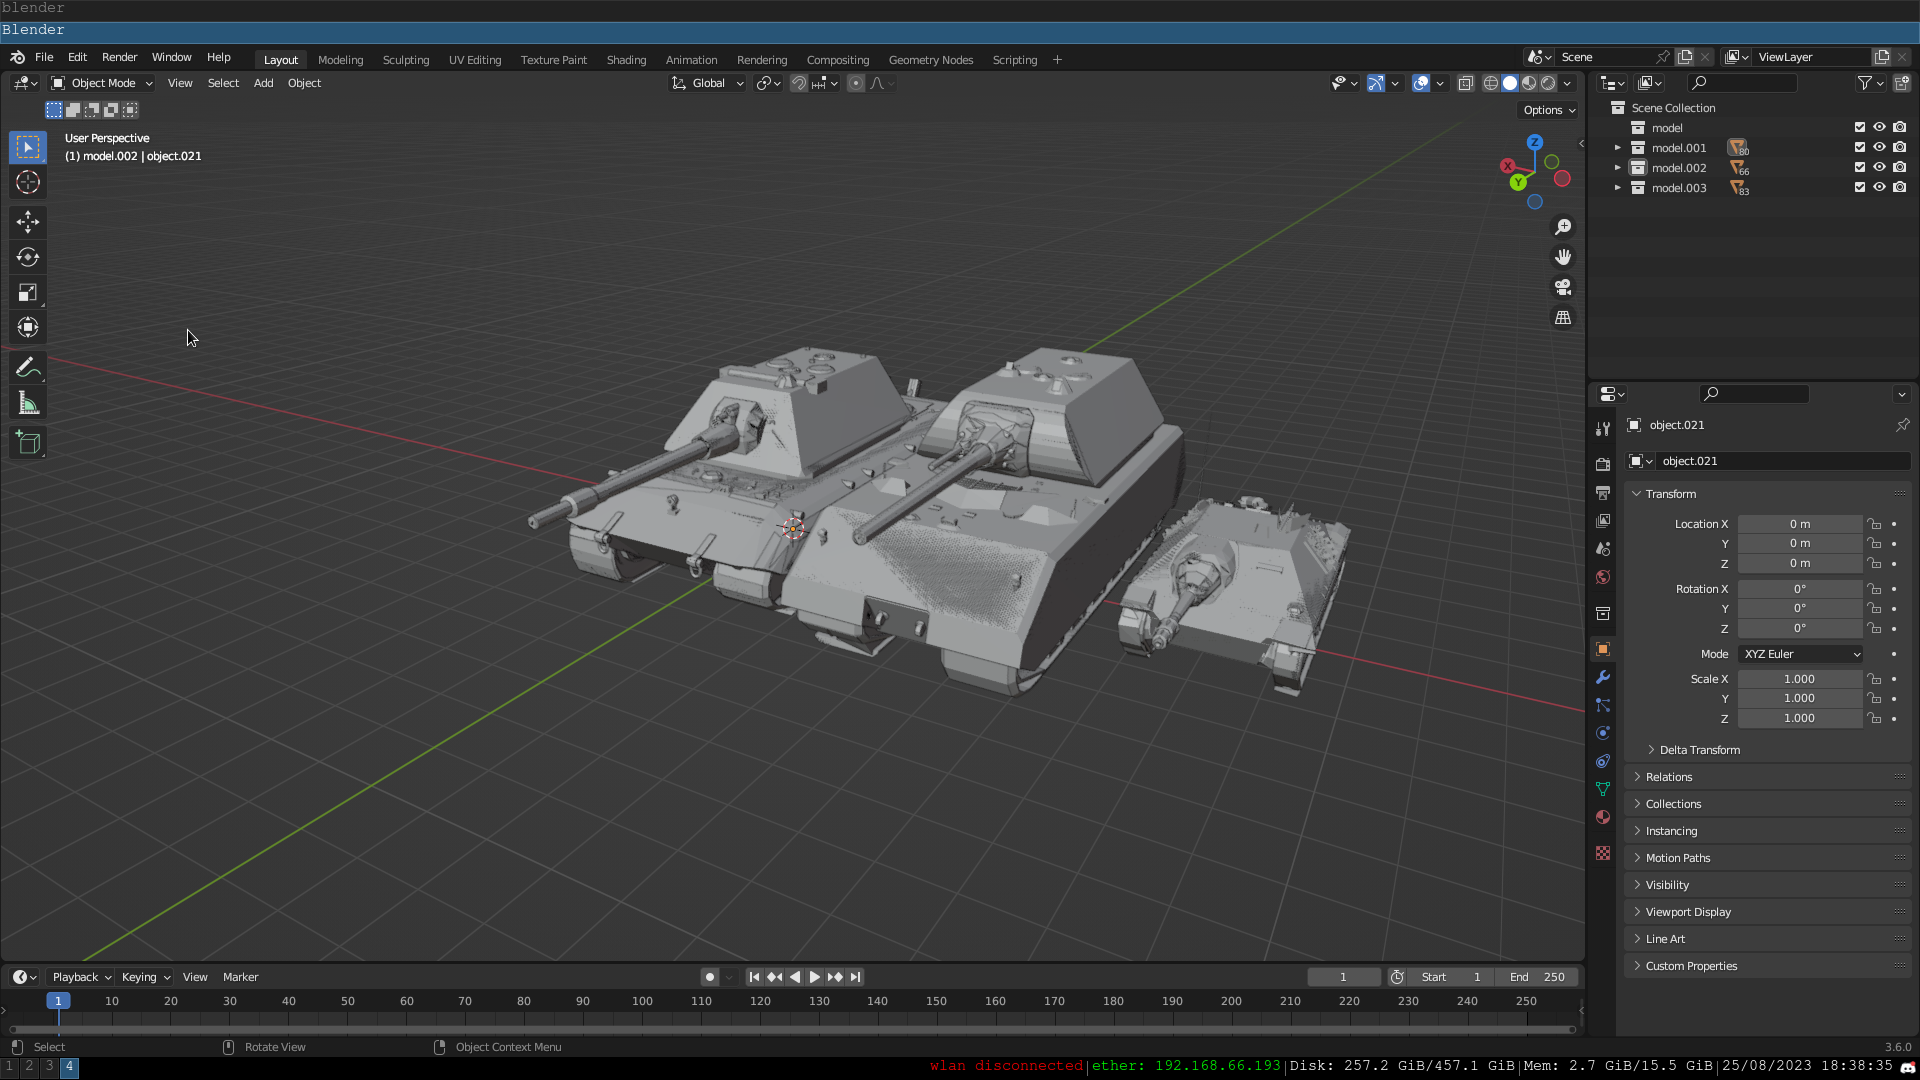 blender
Blender
File Edit Render Window Help Layout Modeling Sculpting UV Editing Texture Paint Shading Animation Rendering Compositing Geometry Nodes Scripting + Scene ViewLayer
Object Mode View Select Add Object Global
Options
User Perspective
(1) model.002 | object.021
Z
X
Y
Scene Collection
model
model.001 80
model.002 66
model.003 83
object.021
object.021
Transform
Location X 0 m
Y 0 m
Z 0 m
Rotation X 0°
Y 0°
Z 0°
Mode XYZ Euler
Scale X 1.000
Y 1.000
Z 1.000
Delta Transform
Relations
Collections
Instancing
Motion Paths
Visibility
Viewport Display
Line Art
Custom Properties
Playback Keying View Marker 1 Start 1 End 250
1 10 20 30 40 50 60 70 80 90 100 110 120 130 140 150 160 170 180 190 200 210 220 230 240 250
Select Rotate View Object Context Menu 3.6.0
1 2 3 4 wlan disconnected|ether: 192.168.66.193|Disk: 257.2 GiB/457.1 GiB|Mem: 2.7 GiB/15.5 GiB|25/08/2023 18:38:35